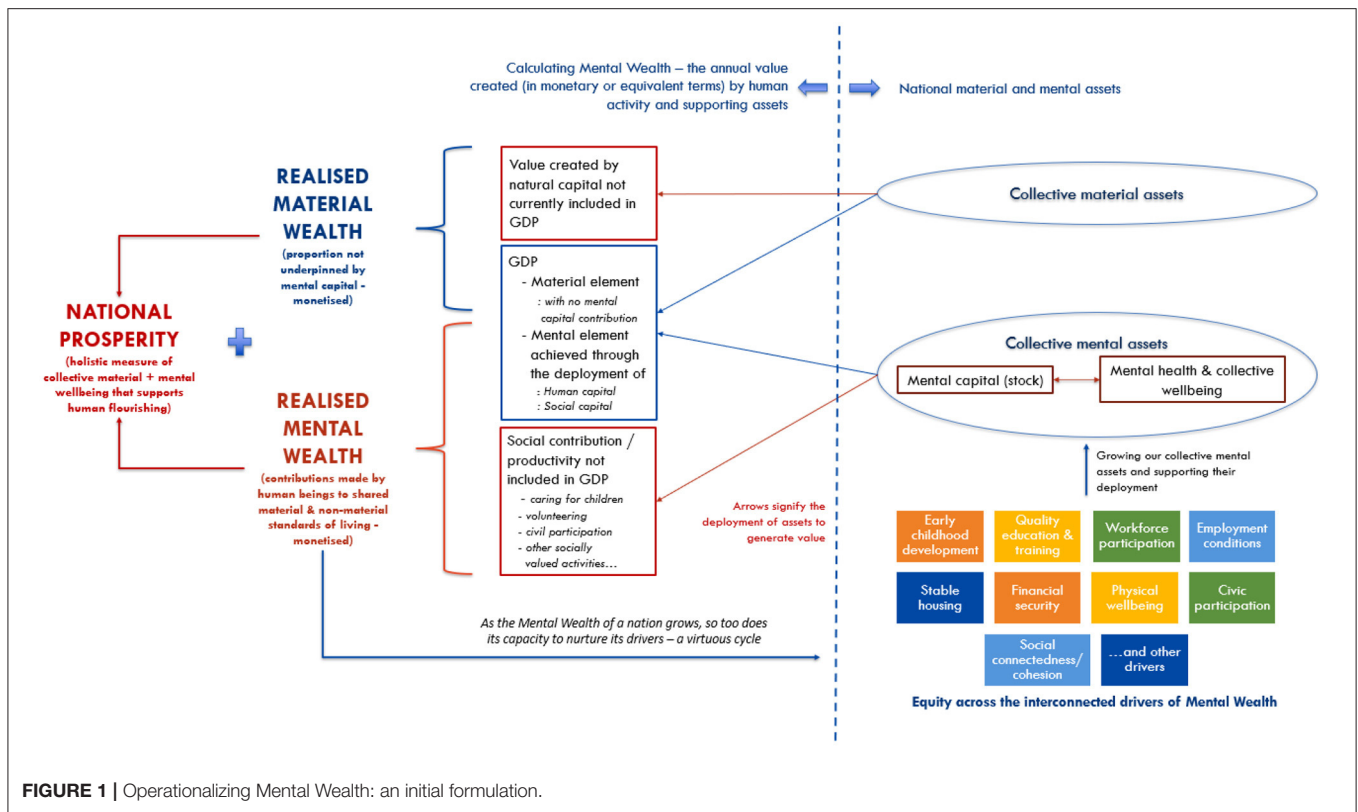 Calculating Mental Wealth – the annual value
created (in monetary or equivalent terms) by human
activity and supporting assets
National material and mental assets
REALISED
MATERIAL
WEALTH
(proportion not
underpinned by
mental capital -
monetised)
NATIONAL
PROSPERITY
(holistic measure of
collective material + mental
wellbeing that supports
human flourishing)
REALISED
MENTAL
WEALTH
(contributions made by
human beings to shared
material & non-material
standards of living -
monetised)
Value created by
natural capital not
currently included in
GDP
GDP
- Material element
: with no mental
capital contribution
- Mental element
achieved through
the deployment of
: Human capital
: Social capital
Social contribution /
productivity not
included in GDP
- caring for children
- volunteering
- civil participation
- other socially
valued activities...
Arrows signify the
deployment of assets to
generate value
As the Mental Wealth of a nation grows, so too does
its capacity to nurture its drivers – a virtuous cycle
Collective material assets
Collective mental assets
Mental capital (stock)
Mental health & collective
wellbeing
Growing our collective mental
assets and supporting their
deployment
Early
childhood
development
Quality
education &
training
Workforce
participation
Employment
conditions
Stable
housing
Financial
security
Physical
wellbeing
Civic
participation
Social
connectedness/
cohesion
...and other
drivers
Equity across the interconnected drivers of Mental Wealth
FIGURE 1 | Operationalizing Mental Wealth: an initial formulation.